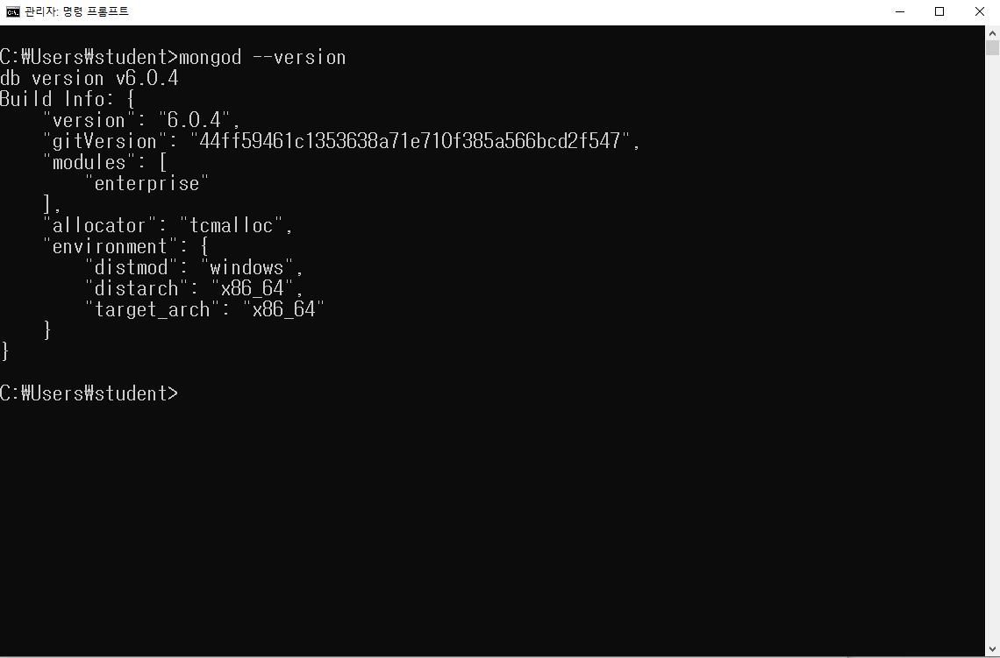 관리자: 명령 프롬프트
C:₩Users₩student>mongod --version
db version v6.0.4
Build Info: {
    "version": "6.0.4",
    "gitVersion": "44ff59461c1353638a71e710f385a566bcd2f547",
    "modules": [
        "enterprise"
    ],
    "allocator": "tcmalloc",
    "environment": {
        "distmod": "windows",
        "distarch": "x86_64",
        "target_arch": "x86_64"
    }
}
C:₩Users₩student>